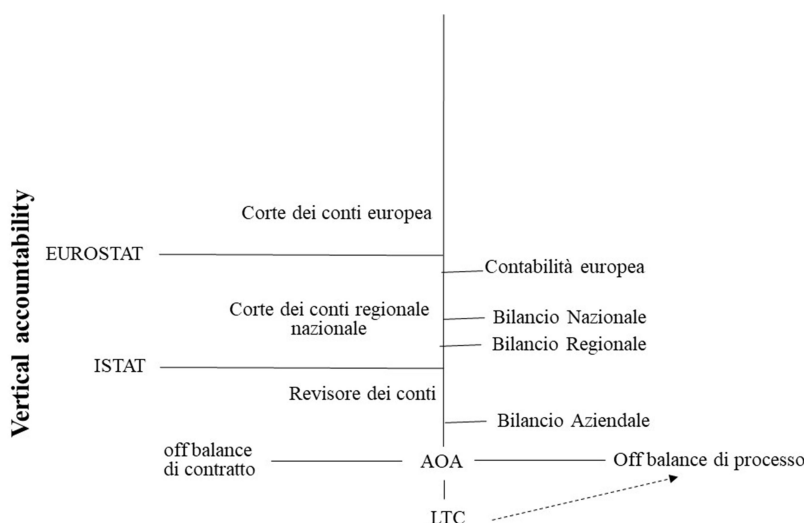 Vertical accountability
Corte dei conti europea
EUROSTAT
Contabilità europea
Corte dei conti regionale
nazionale
Bilancio Nazionale
Bilancio Regionale
ISTAT
Revisore dei conti
Bilancio Aziendale
off balance
di contratto
AOA
Off balance di processo
LTC